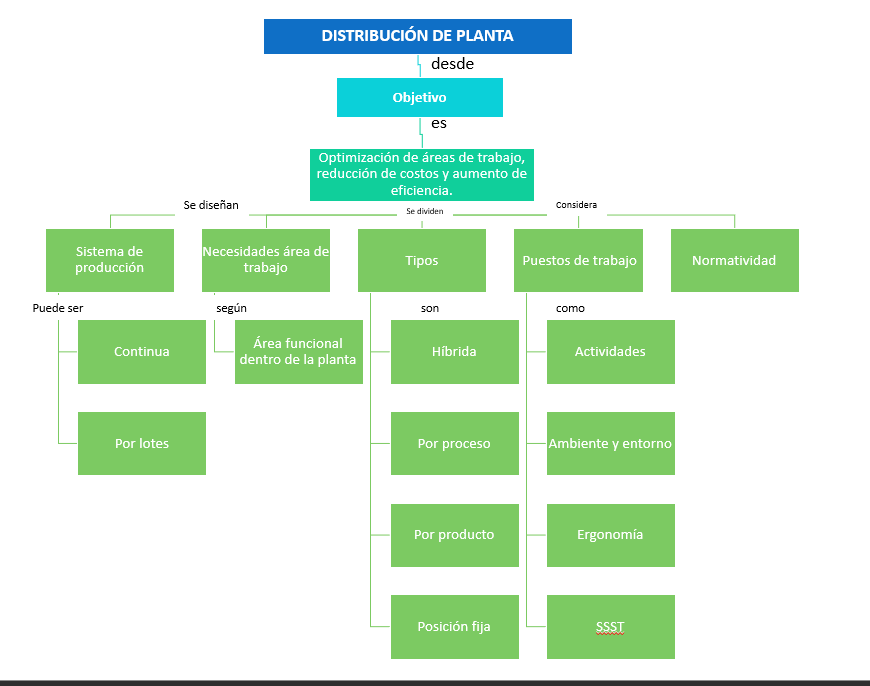 DISTRIBUCIÓN DE PLANTA
desde
Objetivo
es
Optimización de áreas de trabajo,
reducción de costos y aumento de
eficiencia.
Se diseñan
Se dividen
Considera
Sistema de
producción
Necesidades área de
trabajo
Tipos
Puestos de trabajo
Normatividad
Puede ser
según
son
como
Continua
Área funcional
dentro de la planta
Híbrida
Actividades
Por lotes
Por proceso
Ambiente y entorno
Por producto
Ergonomía
Posición fija
SSST